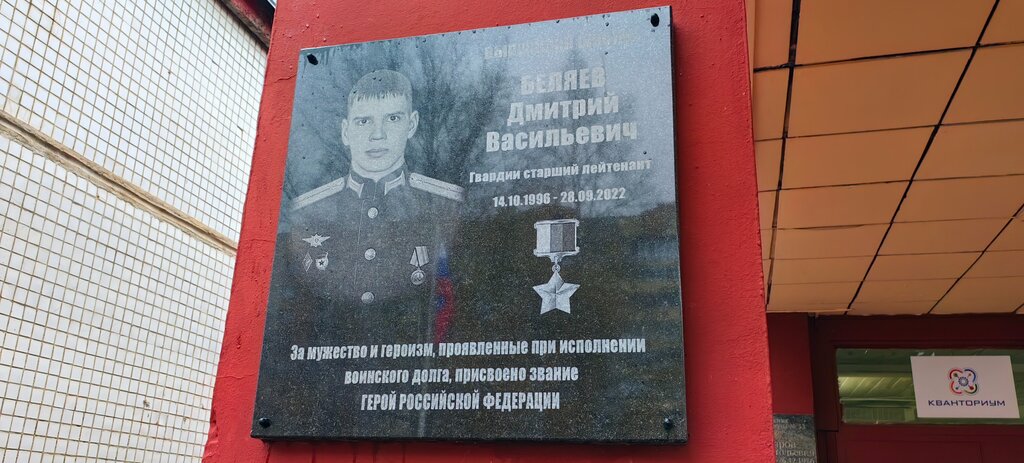 БЕЛЯЕВ
Дмитрий
Васильевич
Гвардии старший лейтенант
14.10.1996 - 28.09.2022
За мужество и героизм, проявленные при исполнении
воинского долга, присвоено звание
ГЕРОЙ РОССИЙСКОЙ ФЕДЕРАЦИИ
КВАНТОРИУМ